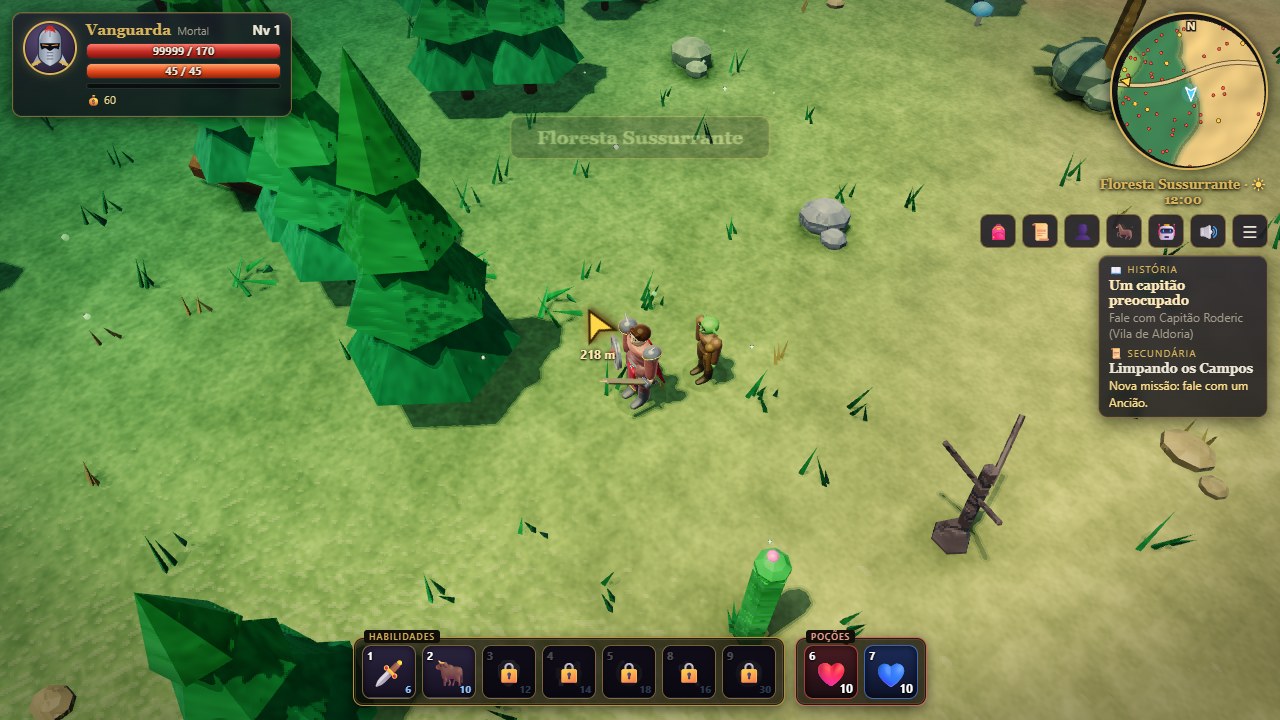 Vanguarda Mortal Nv 1
99999 / 170
45 / 45
60
Floresta Sussurrante
N
Floresta Sussurrante ·
12:00
218 m
HISTÓRIA
Um capitão
preocupado
Fale com Capitão Roderic
(Vila de Aldoria)
SECUNDÁRIA
Limpando os Campos
Nova missão: fale com um
Ancião.
HABILIDADES
1 6
2 10
3 12
4 14
5 18
8 16
9 30
POÇÕES
6 10
7 10